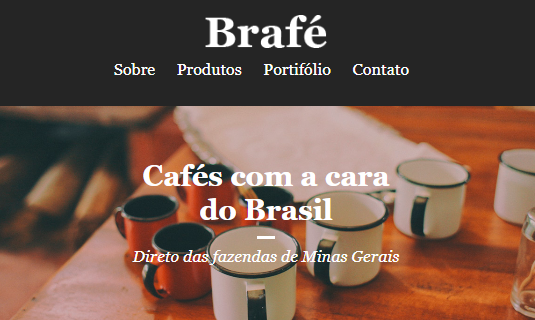 Brafé
Sobre Produtos Portifólio Contato
Cafés com a cara
do Brasil
Direto das fazendas de Minas Gerais